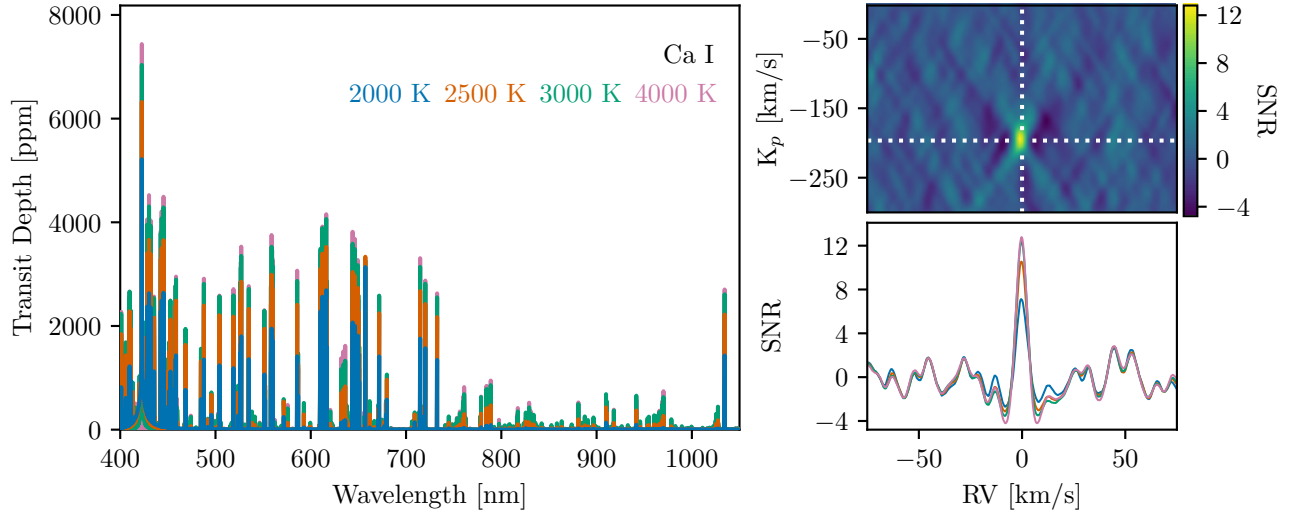 8000
6000
4000
2000
0
Transit Depth [ppm]
400 500 600 700 800 900 1000
Wavelength [nm]
Ca I
2000 K 2500 K 3000 K 4000 K
−50
−150
−250
K_p [km/s]
12
8
4
0
−4
SNR
12
8
4
0
−4
SNR
−50 0 50
RV [km/s]